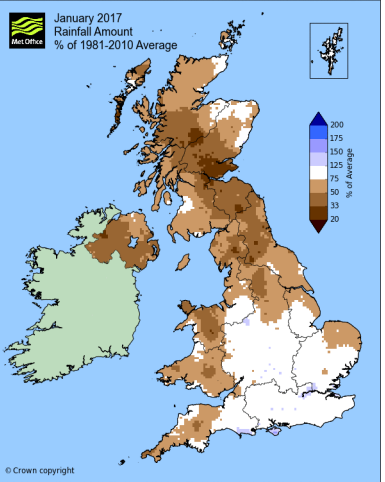 Met Office
January 2017
Rainfall Amount
% of 1981-2010 Average
200
175
150
125
75
50
33
20
% of Average
© Crown copyright